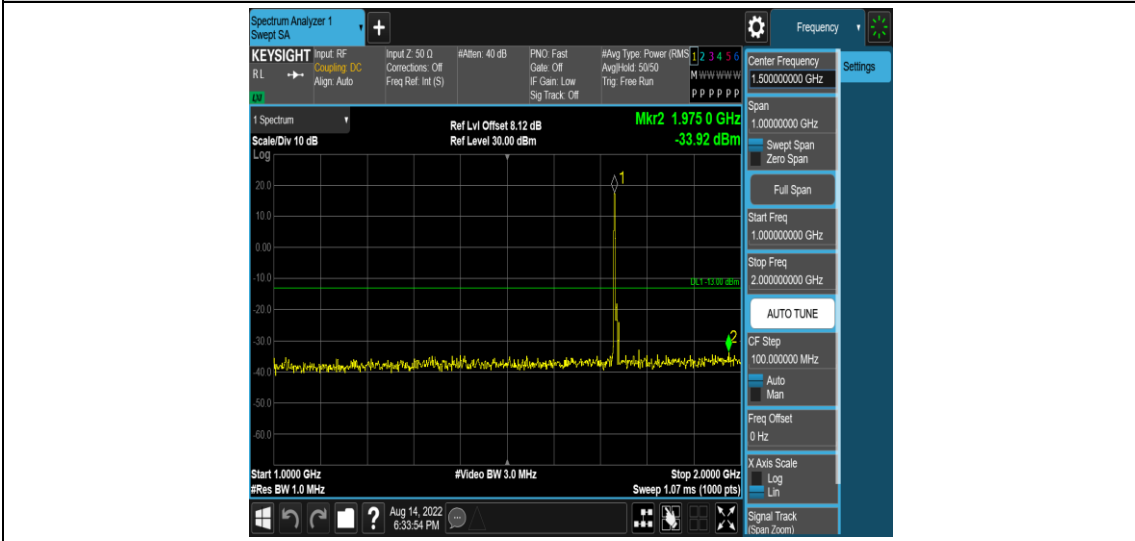 Spectrum Analyzer 1
Swept SA
+
Frequency
KEYSIGHT
R L
LXI
Input: RF
Coupling: DC
Align: Auto
Input Z: 50 Ω
Corrections: Off
Freq Ref: Int (S)
#Atten: 40 dB
PNO: Fast
Gate: Off
IF Gain: Low
Sig Track: Off
#Avg Type: Power (RMS
Avg|Hold: 50/50
Trig: Free Run
1 2 3 4 5 6
M W W W W W
P P P P P P
1 Spectrum
Scale/Div 10 dB
Log
Ref Lvl Offset 8.12 dB
Ref Level 30.00 dBm
Mkr2 1.975 0 GHz
-33.92 dBm
20.0
10.0
0.00
-10.0
-20.0
-30.0
-40.0
-50.0
-60.0
1
DL1 -13.00 dBm
2
Start 1.0000 GHz
#Res BW 1.0 MHz
#Video BW 3.0 MHz
Stop 2.0000 GHz
Sweep 1.07 ms (1000 pts)
?
Aug 14, 2022
6:33:54 PM
Center Frequency
1.500000000 GHz
Span
1.00000000 GHz
Swept Span
Zero Span
Full Span
Start Freq
1.000000000 GHz
Stop Freq
2.000000000 GHz
AUTO TUNE
CF Step
100.000000 MHz
Auto
Man
Freq Offset
0 Hz
X Axis Scale
Log
Lin
Signal Track
(Span Zoom)
Settings